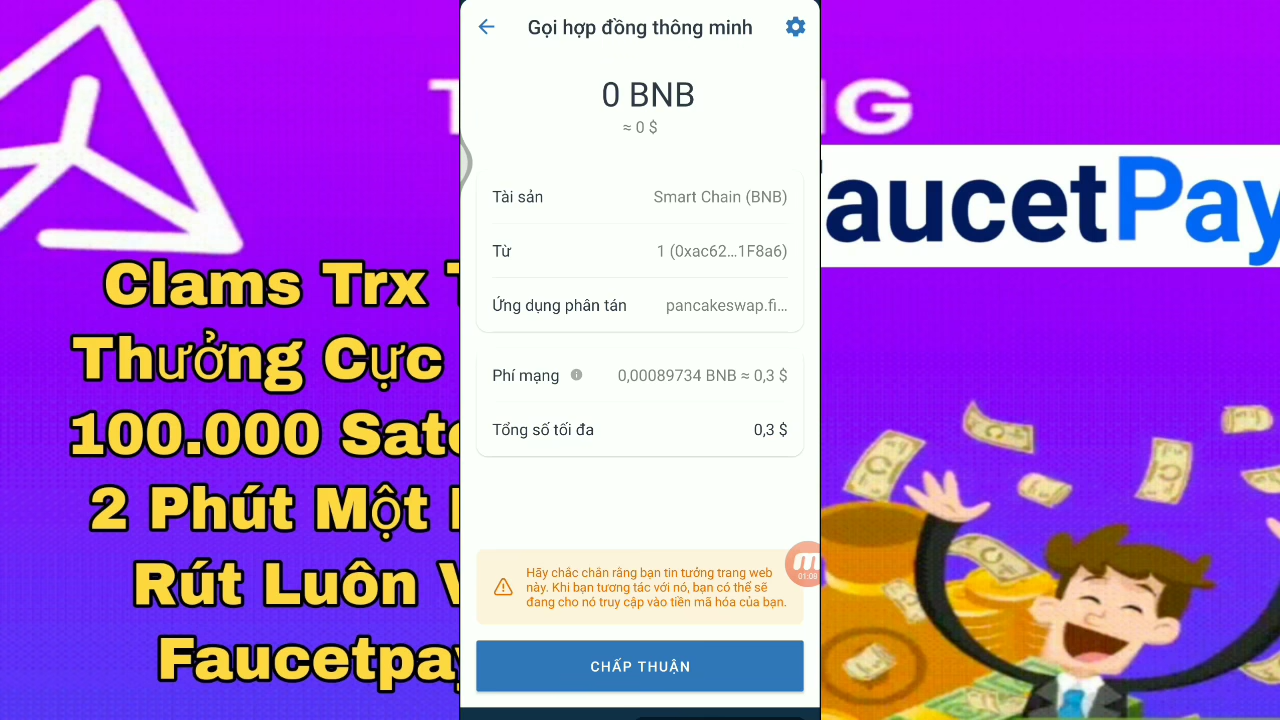 Gọi hợp đồng thông minh
0 BNB
≈ 0 $
Tài sản Smart Chain (BNB)
Từ 1 (0xac62...1F8a6)
Ứng dụng phân tán pancakeswap.fi...
Phí mạng 0,00089734 BNB ≈ 0,3 $
Tổng số tối đa 0,3 $
Hãy chắc chắn rằng bạn tin tưởng trang web
này. Khi bạn tương tác với nó, bạn có thể sẽ
đang cho nó truy cập vào tiền mã hóa của bạn.
01:09
CHẤP THUẬN
Clams Trx
Thưởng Cực
100.000
2 Phút Một
Rút Luôn
Faucetpay
aucetPay